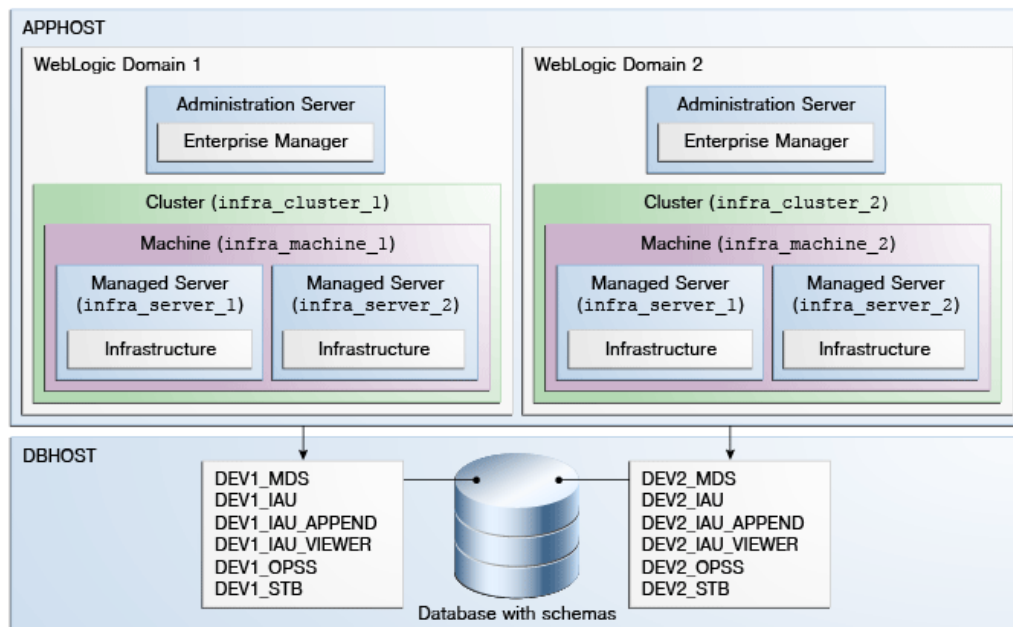 APPHOST
WebLogic Domain 1
Administration Server
Enterprise Manager
Cluster (infra_cluster_1)
Machine (infra_machine_1)
Managed Server
(infra_server_1)
Infrastructure
Managed Server
(infra_server_2)
Infrastructure
WebLogic Domain 2
Administration Server
Enterprise Manager
Cluster (infra_cluster_2)
Machine (infra_machine_2)
Managed Server
(infra_server_1)
Infrastructure
Managed Server
(infra_server_2)
Infrastructure
DBHOST
DEV1_MDS
DEV1_IAU
DEV1_IAU_APPEND
DEV1_IAU_VIEWER
DEV1_OPSS
DEV1_STB
Database with schemas
DEV2_MDS
DEV2_IAU
DEV2_IAU_APPEND
DEV2_IAU_VIEWER
DEV2_OPSS
DEV2_STB